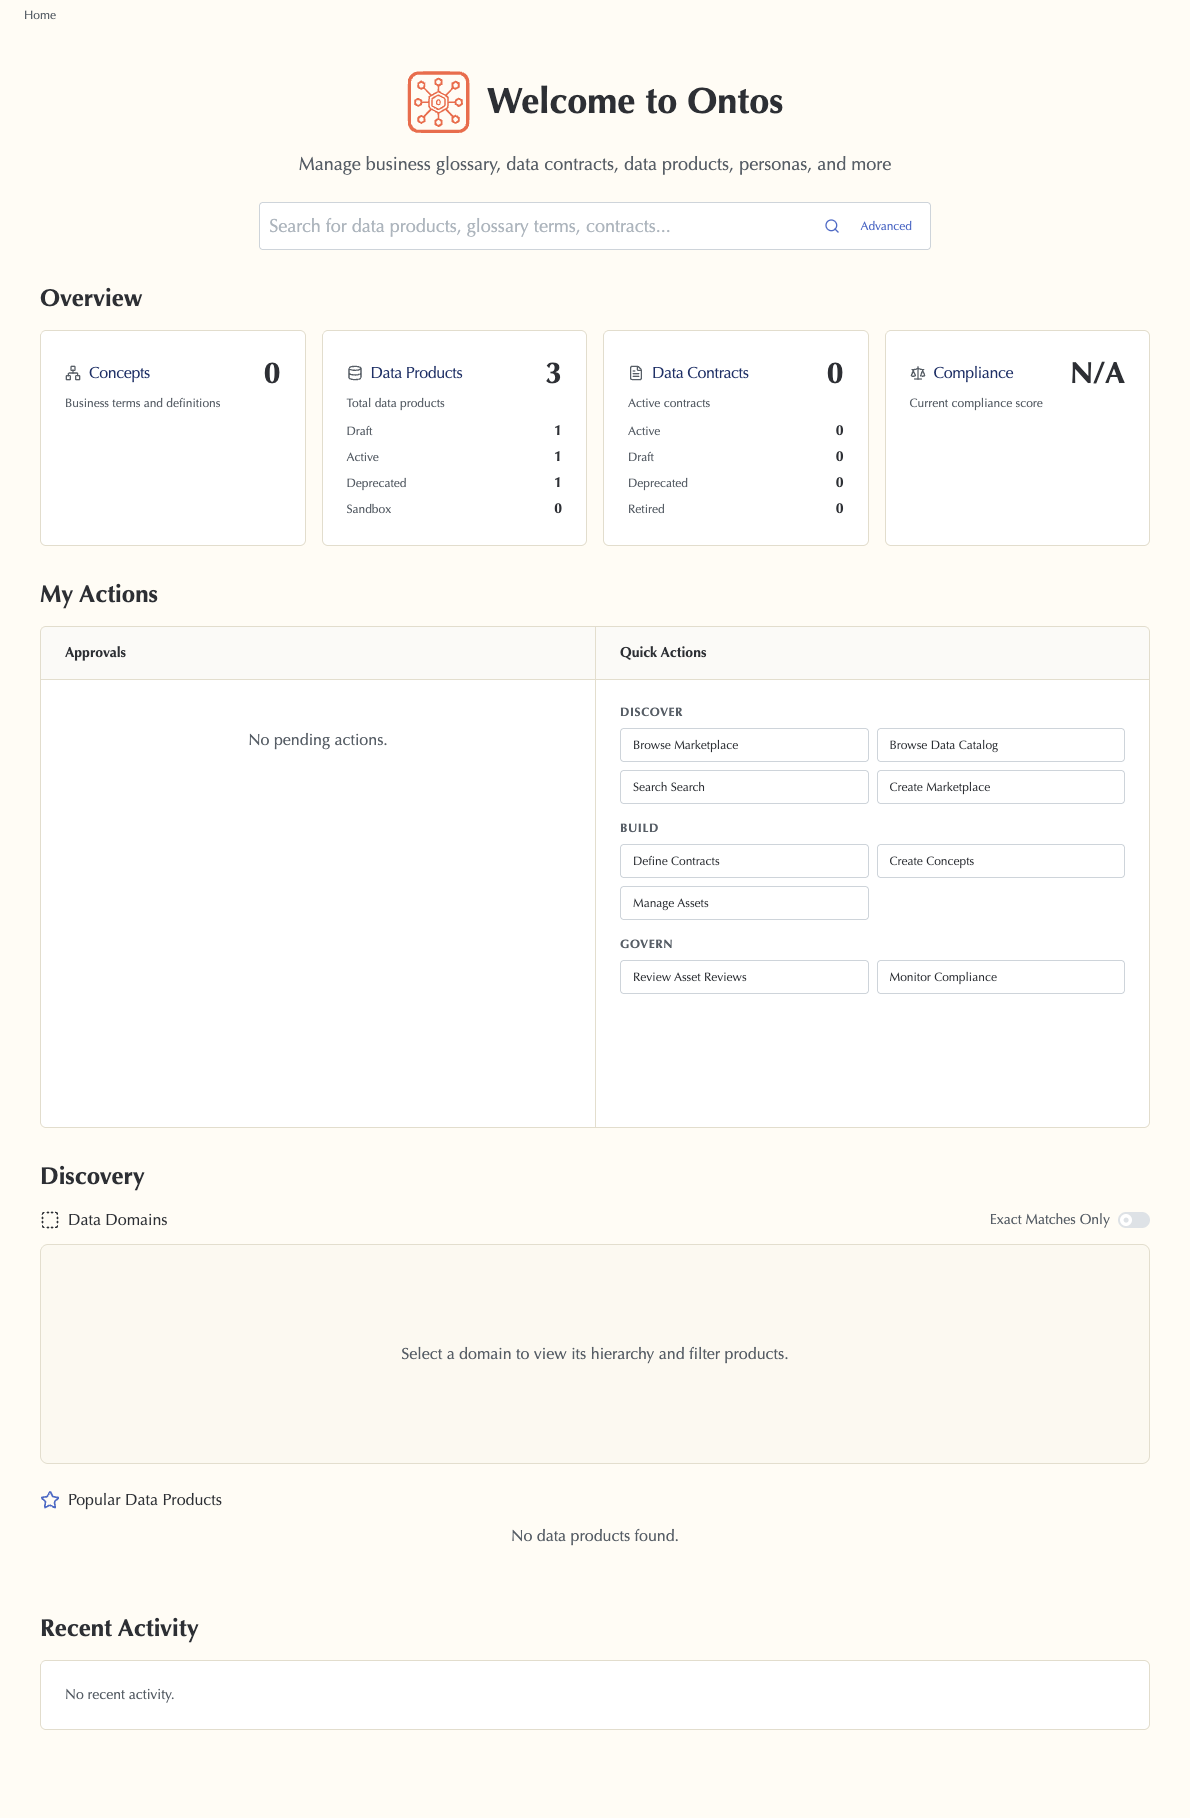 Home
Welcome to Ontos
Manage business glossary, data contracts, data products, personas, and more
Search for data products, glossary terms, contracts...
Advanced
Overview
Concepts 0
Business terms and definitions
Data Products 3
Total data products
Draft 1
Active 1
Deprecated 1
Sandbox 0
Data Contracts 0
Active contracts
Active 0
Draft 0
Deprecated 0
Retired 0
Compliance N/A
Current compliance score
My Actions
Approvals
No pending actions.
Quick Actions
DISCOVER
Browse Marketplace
Browse Data Catalog
Search Search
Create Marketplace
BUILD
Define Contracts
Create Concepts
Manage Assets
GOVERN
Review Asset Reviews
Monitor Compliance
Discovery
Data Domains
Exact Matches Only
Select a domain to view its hierarchy and filter products.
Popular Data Products
No data products found.
Recent Activity
No recent activity.